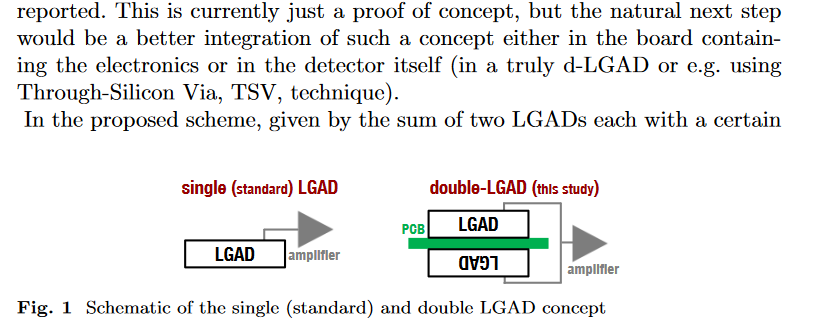 reported. This is currently just a proof of concept, but the natural next step
would be a better integration of such a concept either in the board contain-
ing the electronics or in the detector itself (in a truly d-LGAD or e.g. using
Through-Silicon Via, TSV, technique).
In the proposed scheme, given by the sum of two LGADs each with a certain
single (standard) LGAD
LGAD
amplifier
double-LGAD (this study)
PCB
LGAD
LGAD
amplifier
Fig. 1 Schematic of the single (standard) and double LGAD concept